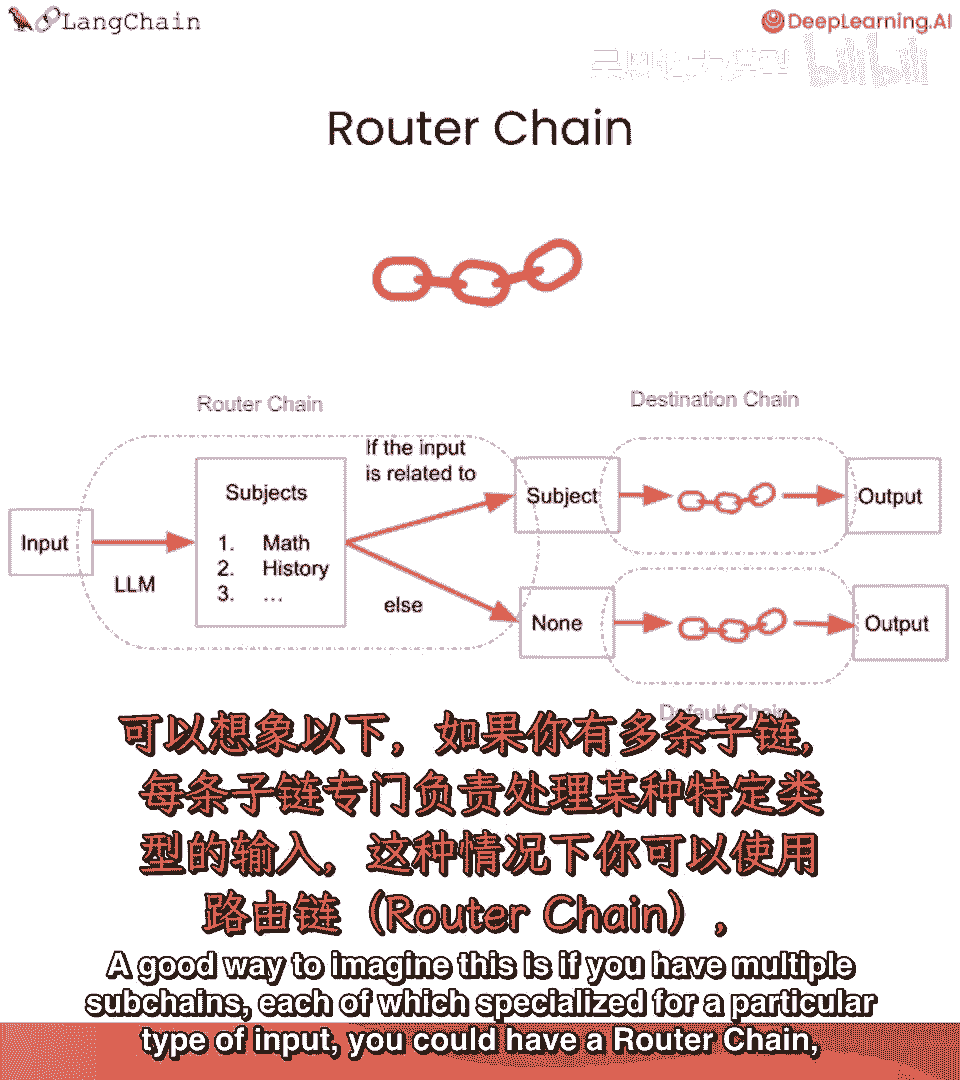 LangChain
DeepLearning.AI
bilibili
Router Chain
Router Chain
Destination Chain
If the input
is related to
Subjects
1. Math
2. History
3. ...
Input
LLM
else
Subject
Output
None
Output
Default Chain
可以想象以下，如果你有多条子链，
每条子链专门负责处理某种特定类
型的输入，这种情况下你可以使用
路由链（Router Chain），
A good way to imagine this is if you have multiple
subchains, each of which specialized for a particular
type of input, you could have a Router Chain,